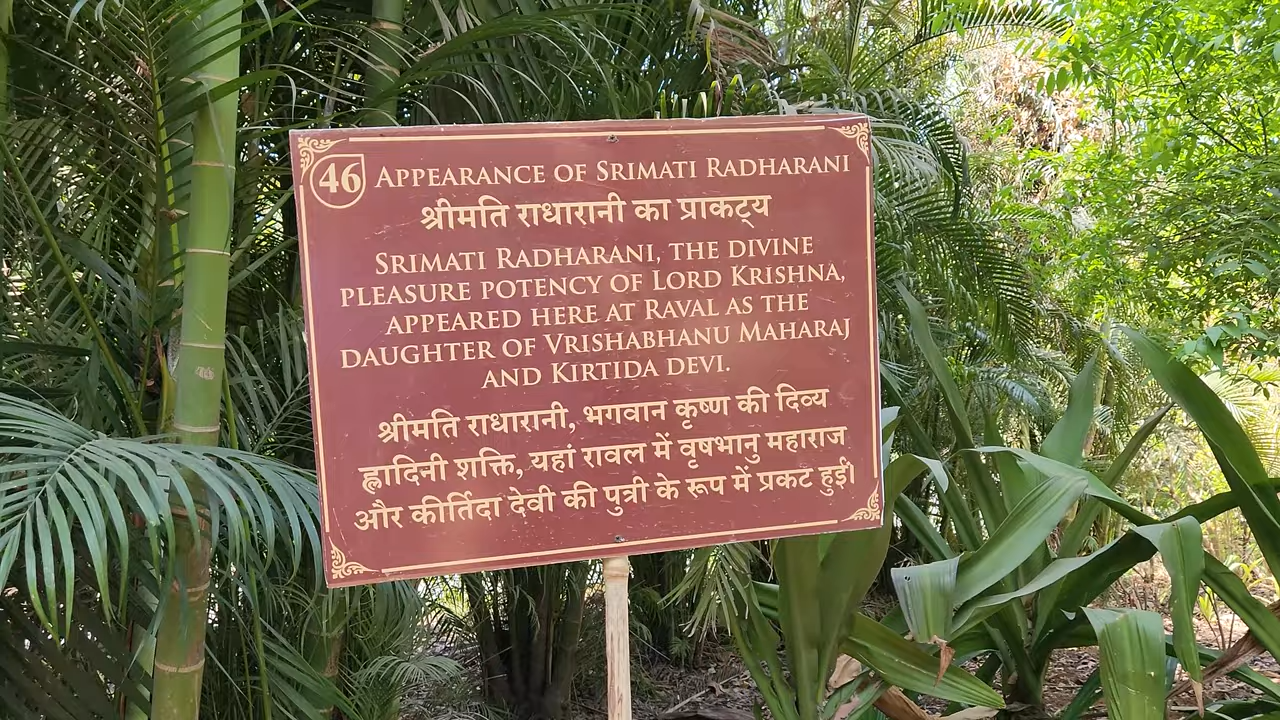 46 APPEARANCE OF SRIMATI RADHARANI
श्रीमति राधारानी का प्राकट्य
SRIMATI RADHARANI, THE DIVINE
PLEASURE POTENCY OF LORD KRISHNA,
APPEARED HERE AT RAVAL AS THE
DAUGHTER OF VRISHABHANU MAHARAJ
AND KIRTIDA DEVI.
श्रीमति राधारानी, भगवान कृष्ण की दिव्य
ह्लादिनी शक्ति, यहां रावल में वृषभानु महाराज
और कीर्तिदा देवी की पुत्री के रूप में प्रकट हुईं।